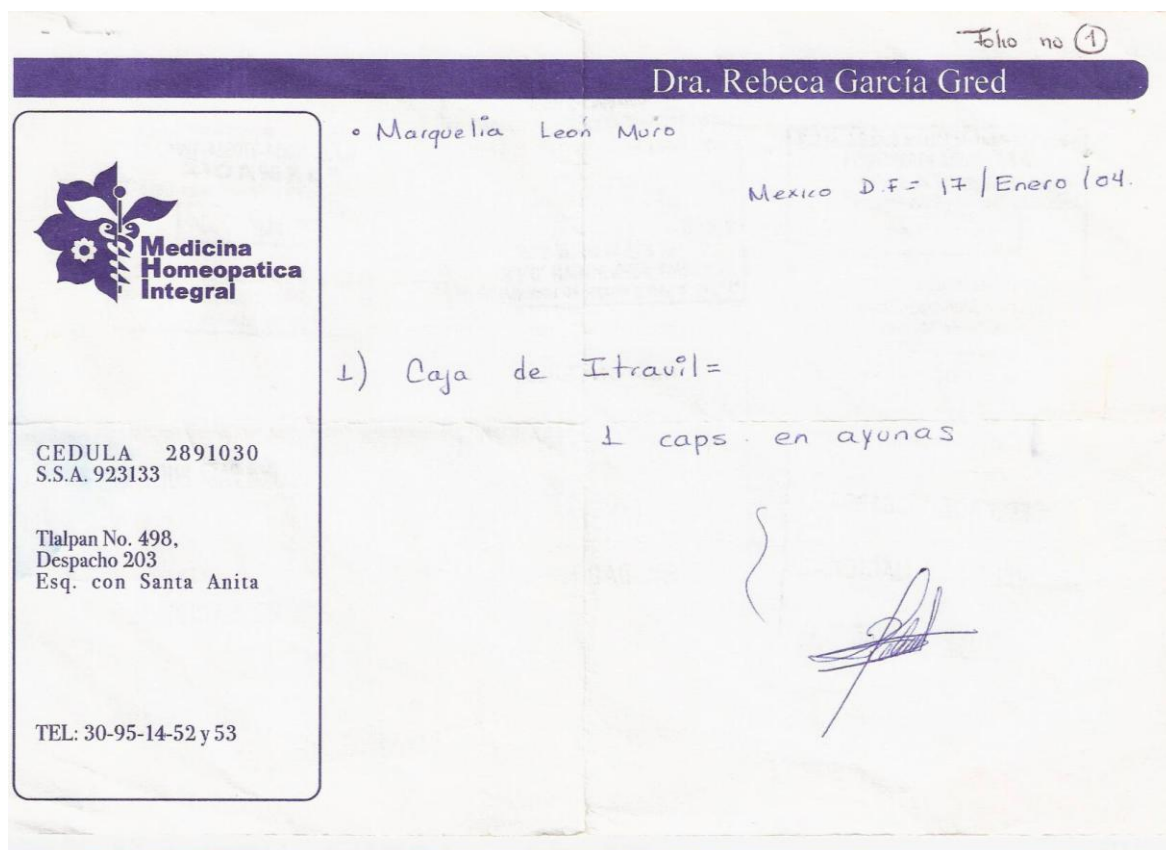 Folio no 1
Dra. Rebeca García Gred
• Marquelia Leon Muro
Mexico D.F= 17/Enero/04.
Medicina
Homeopatica
Integral
1) Caja de Itravil=
1 caps. en ayunas
CEDULA 2891030
S.S.A. 923133
Tlalpan No. 498,
Despacho 203
Esq. con Santa Anita
TEL: 30-95-14-52 y 53